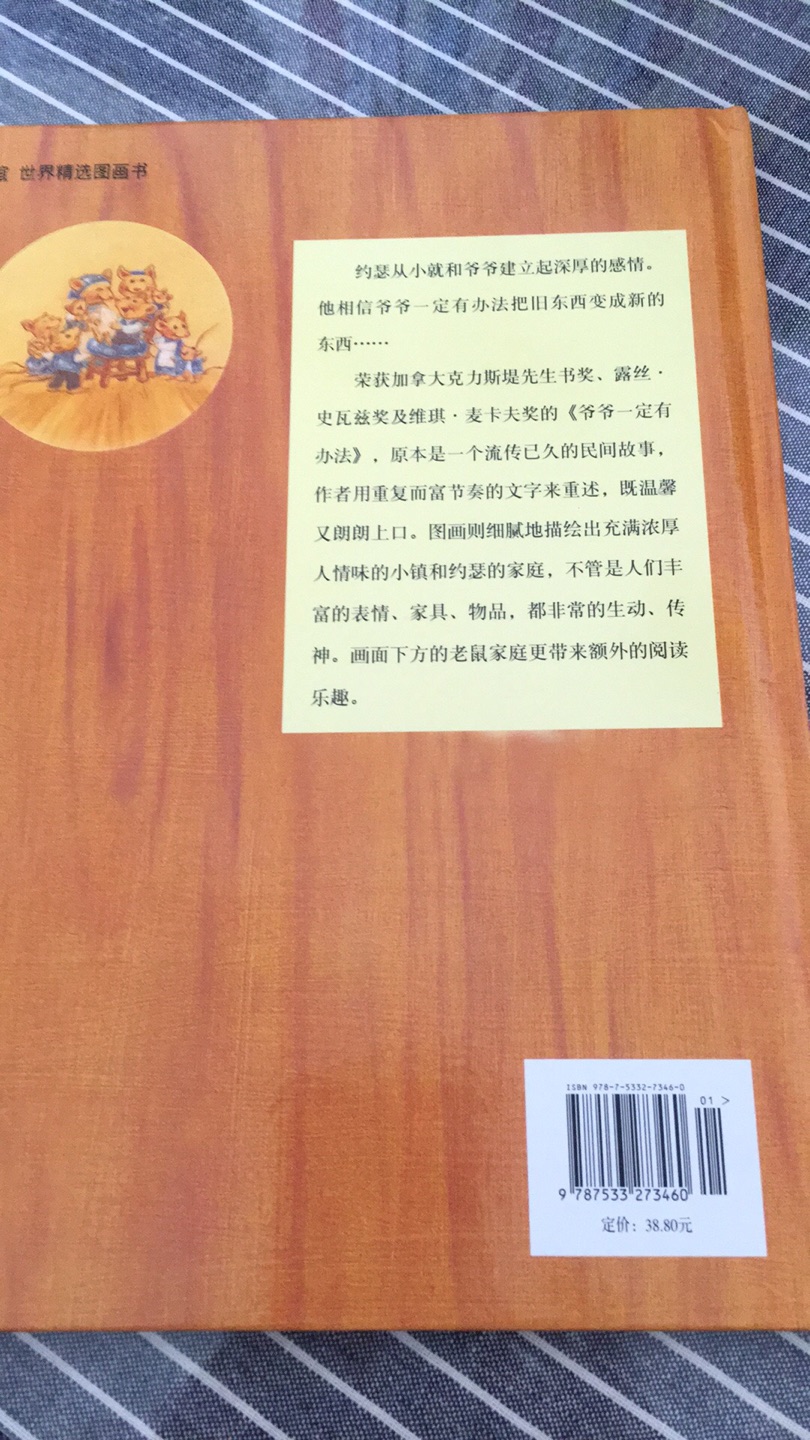 世界精选图画书
约瑟从小就和爷爷建立起深厚的感情。
他相信爷爷一定有办法把旧东西变成新的
东西……
荣获加拿大克力斯堤先生书奖、露丝·
史瓦兹奖及维琪·麦卡夫奖的《爷爷一定有
办法》，原本是一个流传已久的民间故事，
作者用重复而富节奏的文字来重述，既温馨
又朗朗上口。图画则细腻地描绘出充满浓厚
人情味的小镇和约瑟的家庭，不管是人们丰
富的表情、家具、物品，都非常的生动、传
神。画面下方的老鼠家庭更带来额外的阅读
乐趣。
ISBN 978-7-5332-7346-0
01 >
9 787533 273460
定价：38.80元